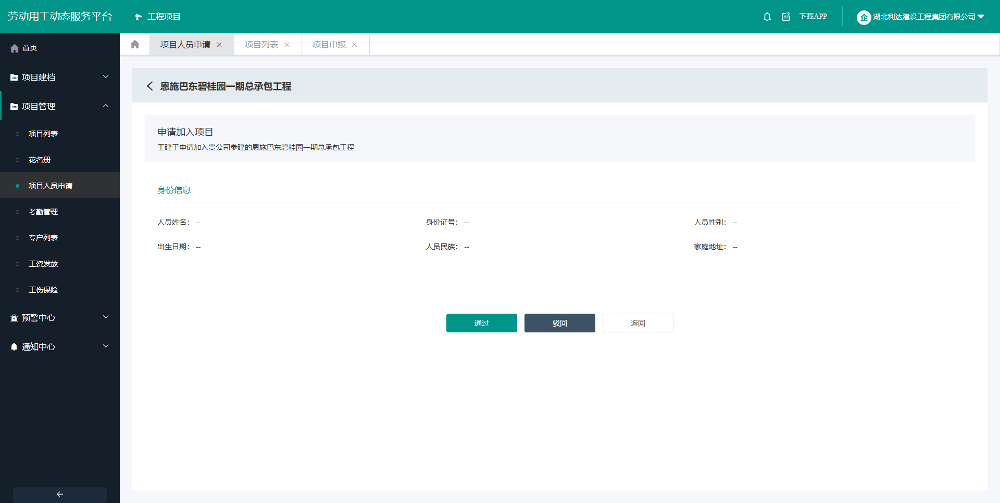 劳动用工动态服务平台
工程项目
下载APP
企
湖北利达建设工程集团有限公司
首页
项目建档
项目管理
项目列表
花名册
项目人员申请
考勤管理
专户列表
工资发放
工伤保险
预警中心
通知中心
项目人员申请
项目列表
项目申报
恩施巴东碧桂园一期总承包工程
申请加入项目
王建于申请加入贵公司参建的恩施巴东碧桂园一期总承包工程
身份信息
人员姓名： -- 身份证号： -- 人员性别： --
出生日期： -- 人员民族： -- 家庭地址： --
通过 驳回 返回